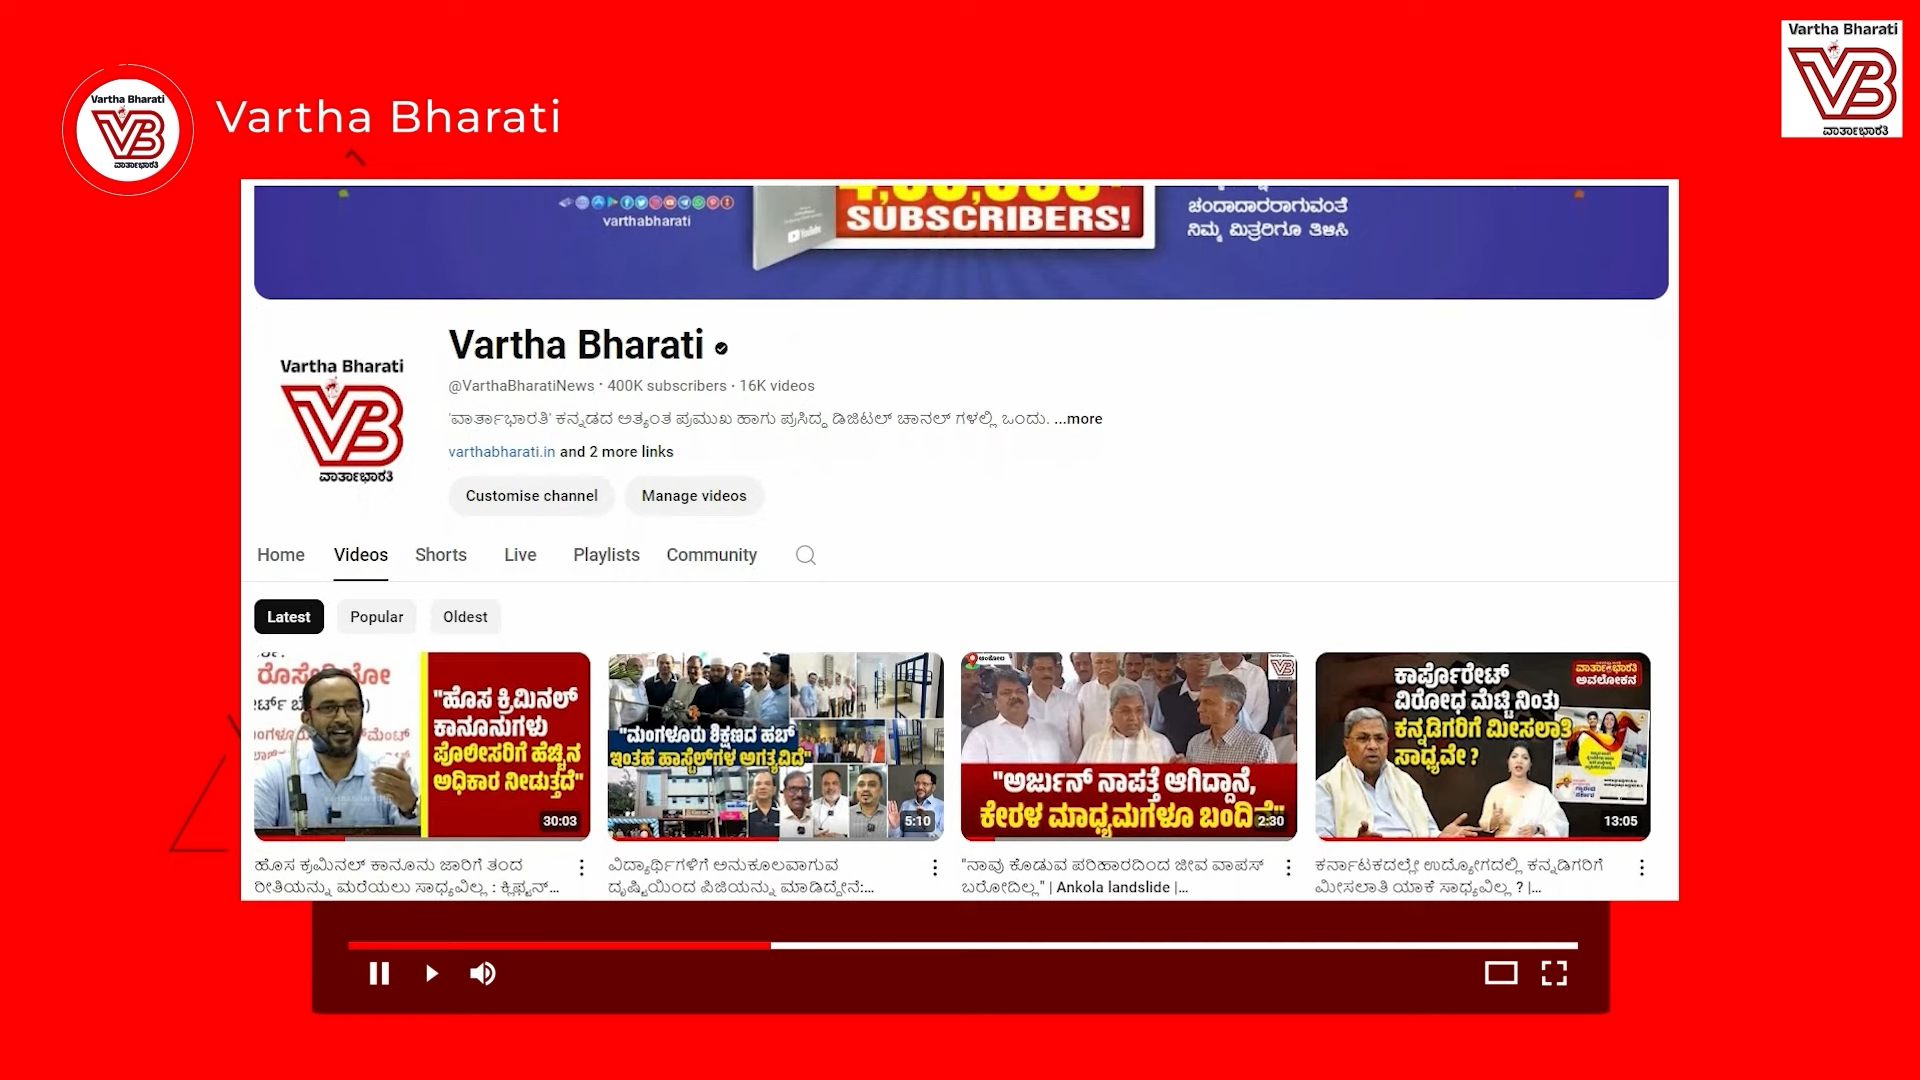 Vartha Bharati
VB
ವಾರ್ತಾಭಾರತಿ
Vartha Bharati
Vartha Bharati
VB
ವಾರ್ತಾಭಾರತಿ
varthabharati
YouTube
SUBSCRIBERS!
ಚಂದಾದಾರರಾಗುವಂತೆ
ನಿಮ್ಮ ಮಿತ್ರರಿಗೂ ತಿಳಿಸಿ
Vartha Bharati
VB
ವಾರ್ತಾಭಾರತಿ
Vartha Bharati
@VarthaBharatiNews · 400K subscribers · 16K videos
'ವಾರ್ತಾಭಾರತಿ' ಕನ್ನಡದ ಅತ್ಯಂತ ಪ್ರಮುಖ ಹಾಗು ಪ್ರಸಿದ್ಧ ಡಿಜಿಟಲ್ ಚಾನಲ್ ಗಳಲ್ಲಿ ಒಂದು. ...more
varthabharati.in and 2 more links
Customise channel Manage videos
Home Videos Shorts Live Playlists Community
Latest Popular Oldest
"ಹೊಸ ಕ್ರಿಮಿನಲ್
ಕಾನೂನುಗಳು
ಪೊಲೀಸರಿಗೆ ಹೆಚ್ಚಿನ
ಅಧಿಕಾರ ನೀಡುತ್ತದೆ"
30:03
"ಮಂಗಳೂರು ಶಿಕ್ಷಣದ ಹಬ್
ಇಂತಹ ಹಾಸ್ಟೆಲ್‌ಗಳ ಅಗತ್ಯವಿದೆ"
5:10
ಅಂಕೋಲ
"ಅರ್ಜುನ್ ನಾಪತ್ತೆ ಆಗಿದ್ದಾನೆ,
ಕೇರಳ ಮಾಧ್ಯಮಗಳೂ ಬಂದಿವೆ"
2:30
ವಾರ್ತಾಭಾರತಿ
ಅವಲೋಕನ
ಕಾರ್ಪೊರೇಟ್
ವಿರೋಧ ಮೆಟ್ಟಿ ನಿಂತು
ಕನ್ನಡಿಗರಿಗೆ ಮೀಸಲಾತಿ
ಸಾಧ್ಯವೇ ?
13:05
ಹೊಸ ಕ್ರಿಮಿನಲ್ ಕಾನೂನು ಜಾರಿಗೆ ತಂದ
ರೀತಿಯನ್ನು ಮರೆಯಲು ಸಾಧ್ಯವಿಲ್ಲ : ಕ್ಲಿಫ್ಟನ್...
ವಿದ್ಯಾರ್ಥಿಗಳಿಗೆ ಅನುಕೂಲವಾಗುವ
ದೃಷ್ಟಿಯಿಂದ ಪಿಜಿಯನ್ನು ಮಾಡಿದ್ದೇನೆ:...
"ನಾವು ಕೊಡುವ ಪರಿಹಾರದಿಂದ ಜೀವ ವಾಪಸ್
ಬರೋದಿಲ್ಲ" | Ankola landslide |...
ಕರ್ನಾಟಕದಲ್ಲೇ ಉದ್ಯೋಗದಲ್ಲಿ ಕನ್ನಡಿಗರಿಗೆ
ಮೀಸಲಾತಿ ಯಾಕೆ ಸಾಧ್ಯವಿಲ್ಲ ? |...